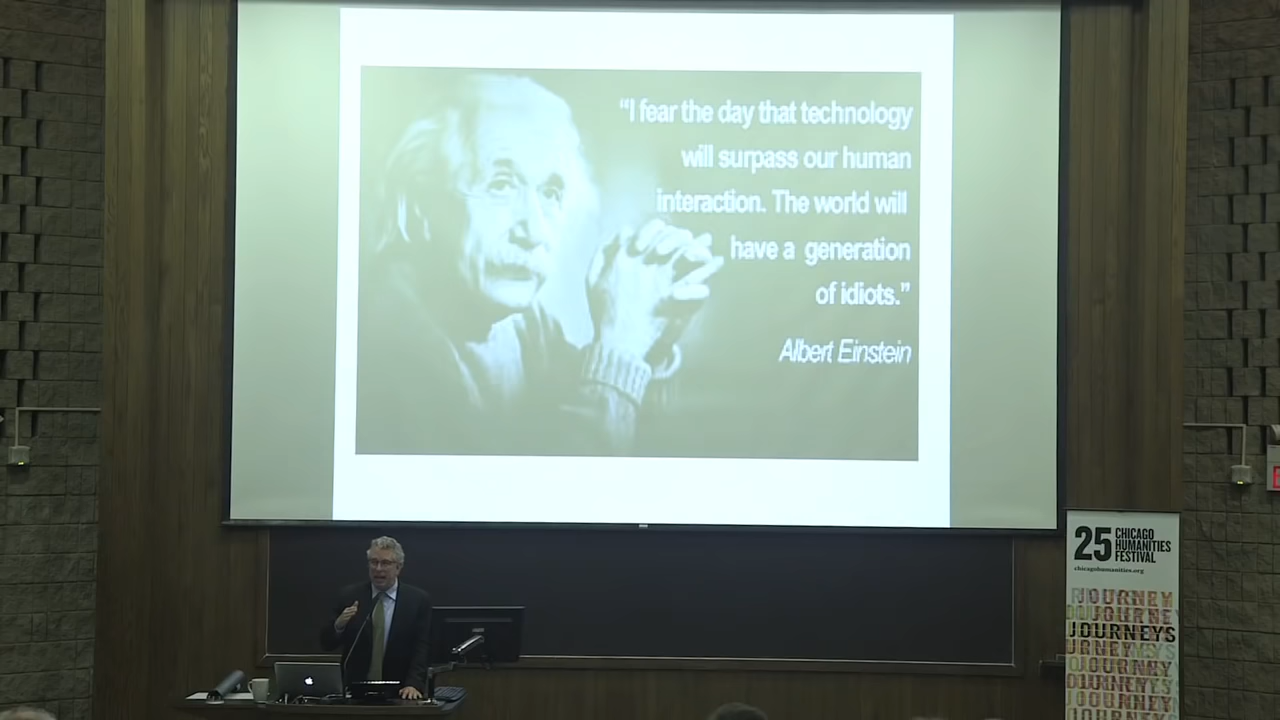 “I fear the day that technology
will surpass our human
interaction. The world will
have a generation
of idiots.”
Albert Einstein
25 CHICAGO
HUMANITIES
FESTIVAL
chicagohumanities.org
JOURNEY
JOURNEYS